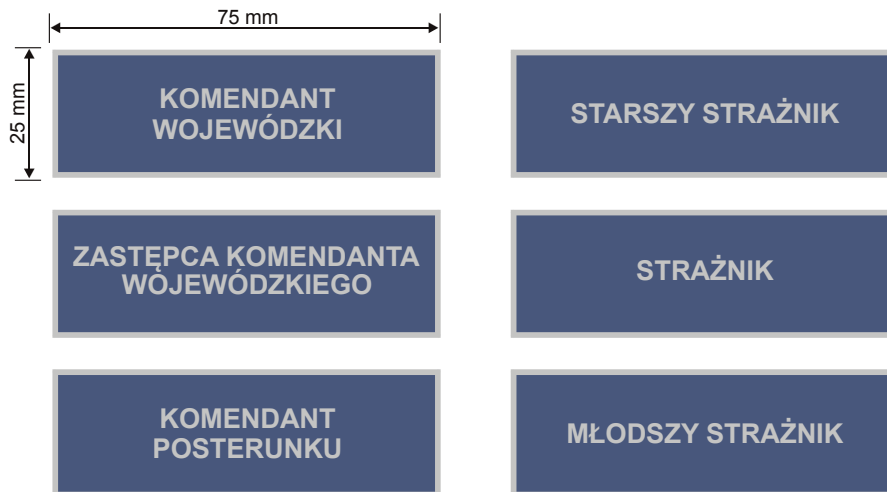 75 mm
25 mm
KOMENDANT
WOJEWÓDZKI
STARSZY STRAŻNIK
ZASTĘPCA KOMENDANTA
WOJEWÓDZKIEGO
STRAŻNIK
KOMENDANT
POSTERUNKU
MŁODSZY STRAŻNIK